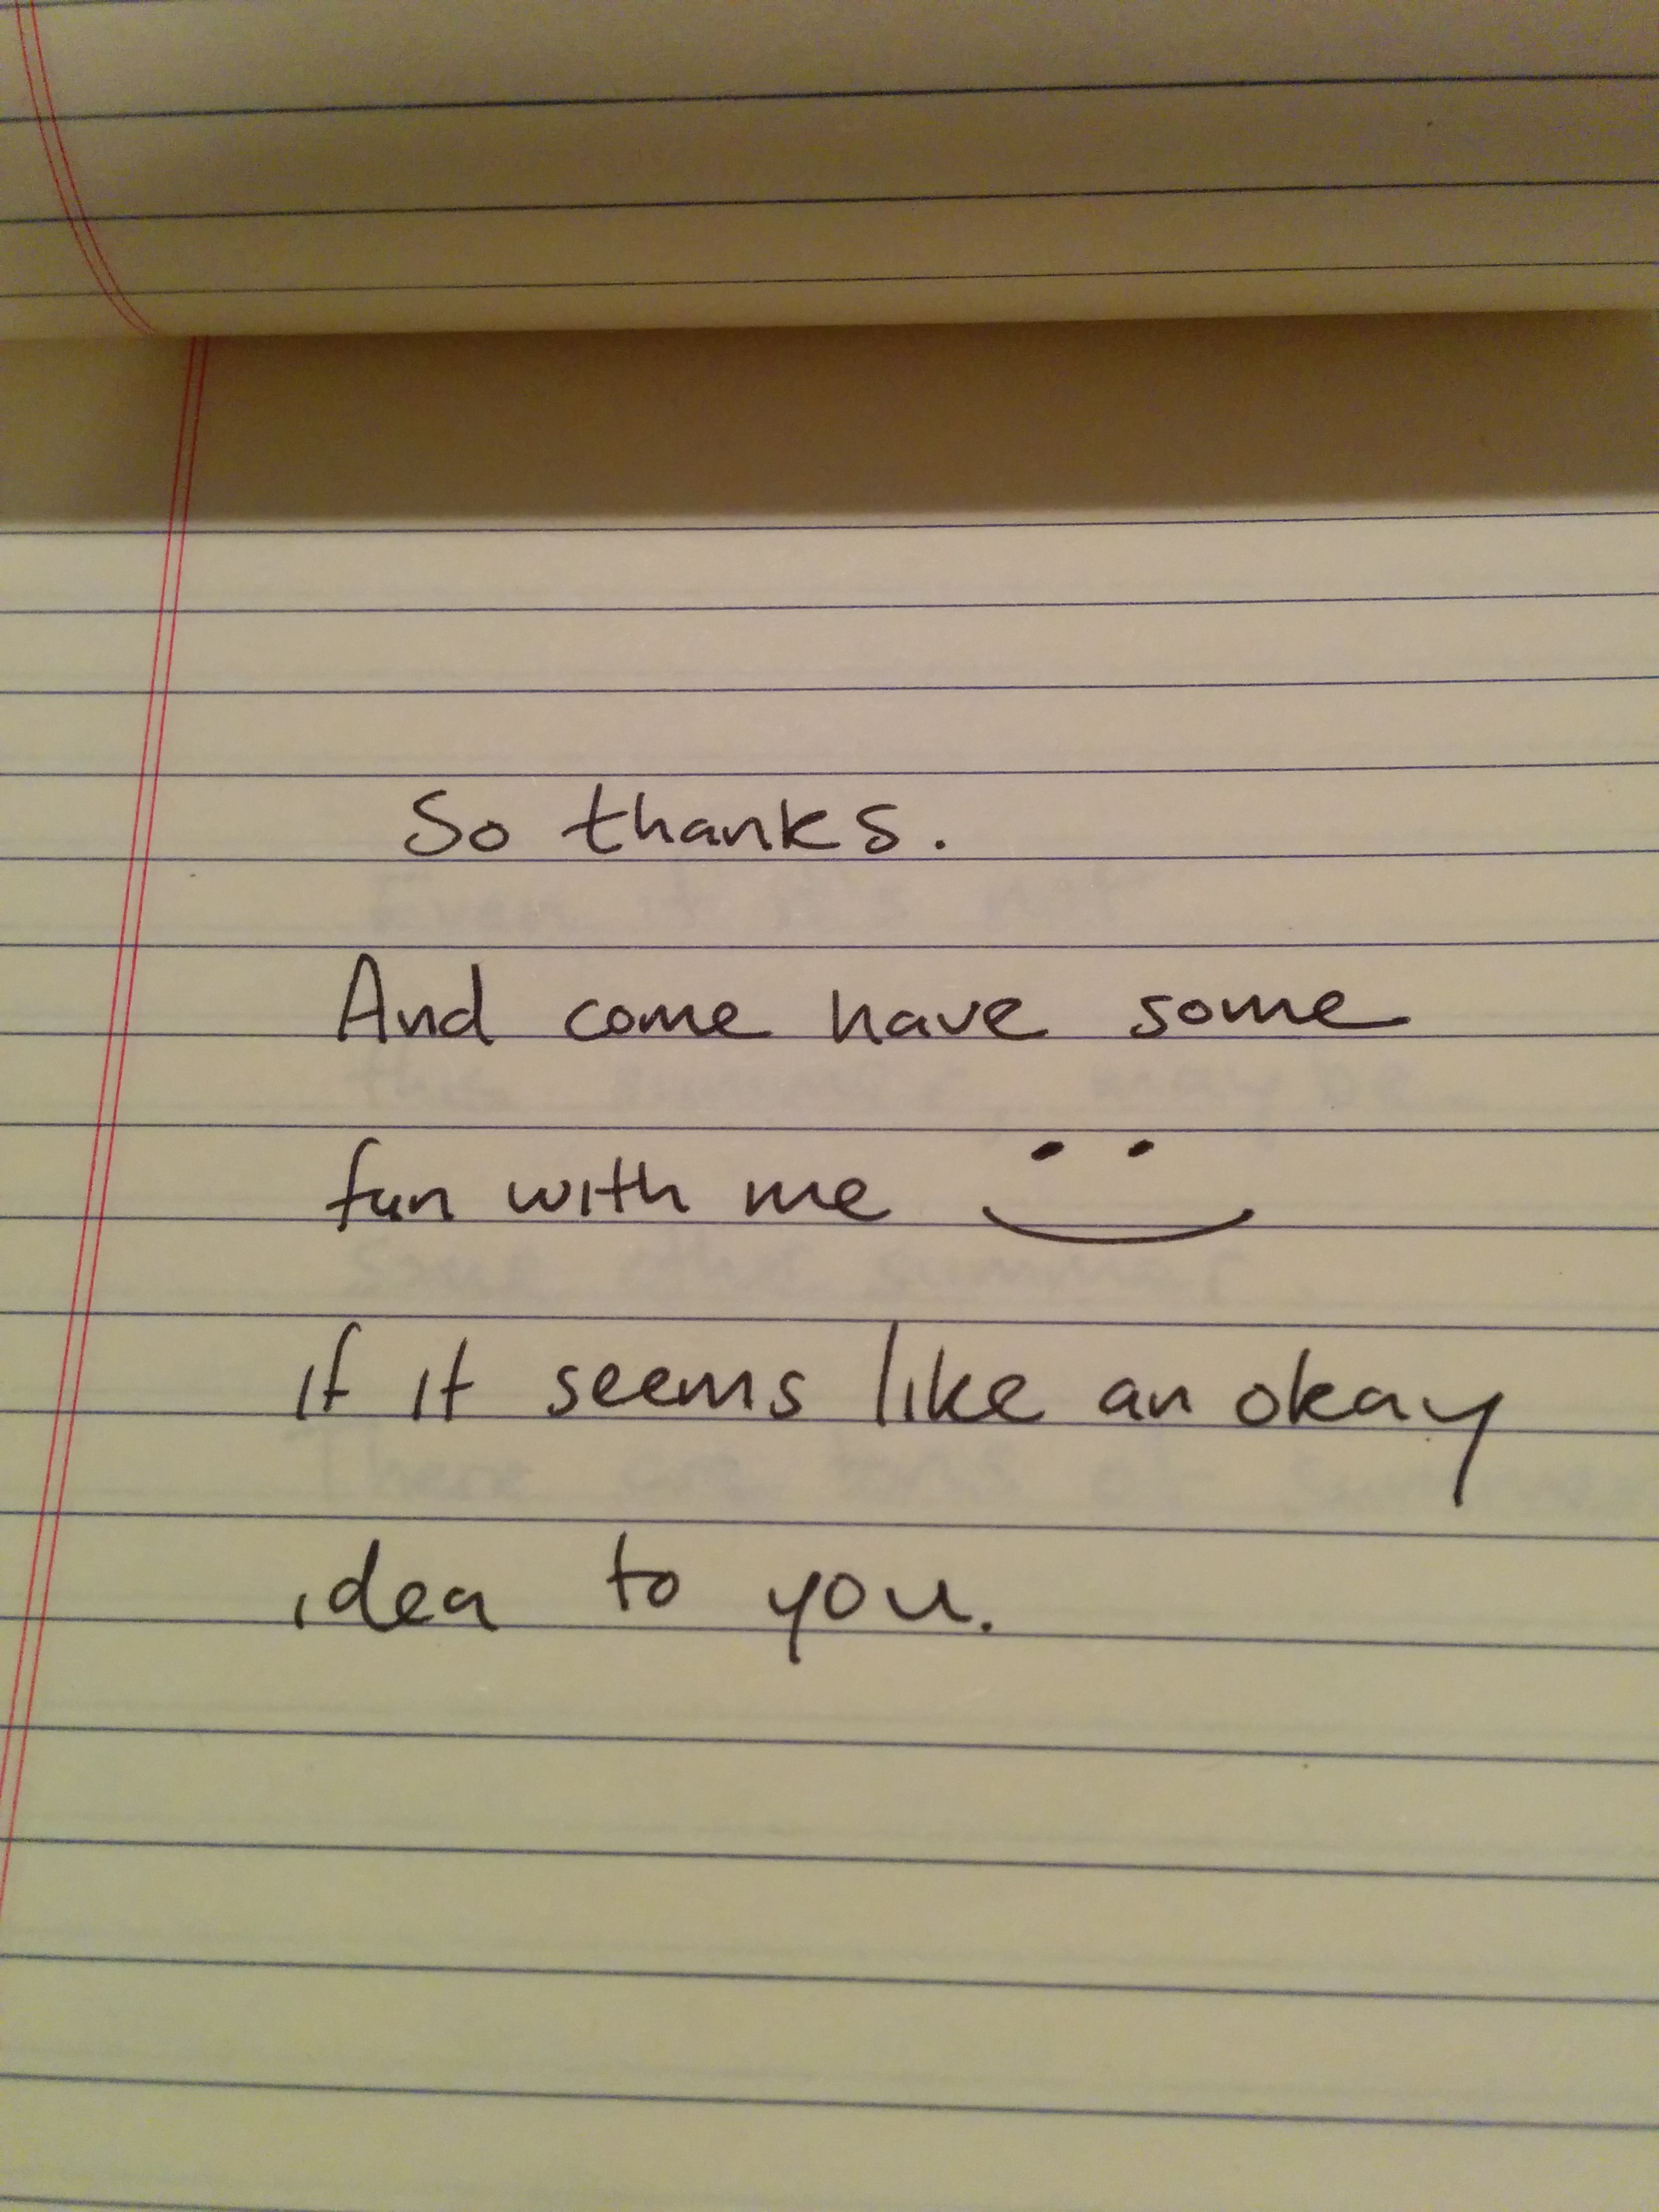 So thanks.
And come have some
fun with me
if it seems like an okay
idea to you.